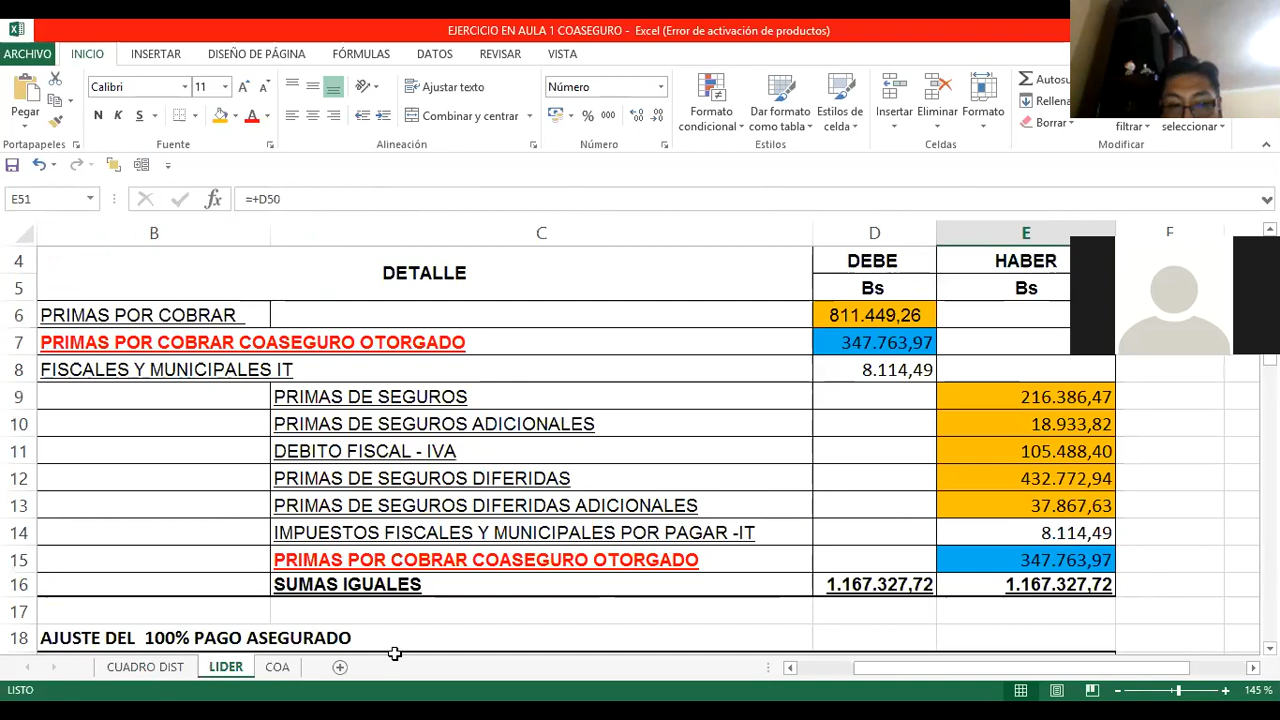 EJERCICIO EN AULA 1 COASEGURO - Excel (Error de activación de productos)
ARCHIVO INICIO INSERTAR DISEÑO DE PÁGINA FÓRMULAS DATOS REVISAR VISTA
Calibri 11 Ajustar texto Número Autosu
Pegar N K S Combinar y centrar % 000 Formato condicional Dar formato como tabla Estilos de celda Insertar Eliminar Formato Rellena
Borrar filtrar seleccionar
Portapapeles Fuente Alineación Número Estilos Celdas Modificar
E51 fx =+D50
B C D E F
4 DETALLE DEBE HABER
5 Bs Bs
6 PRIMAS POR COBRAR 811.449,26
7 PRIMAS POR COBRAR COASEGURO OTORGADO 347.763,97
8 FISCALES Y MUNICIPALES IT 8.114,49
9 PRIMAS DE SEGUROS 216.386,47
10 PRIMAS DE SEGUROS ADICIONALES 18.933,82
11 DEBITO FISCAL - IVA 105.488,40
12 PRIMAS DE SEGUROS DIFERIDAS 432.772,94
13 PRIMAS DE SEGUROS DIFERIDAS ADICIONALES 37.867,63
14 IMPUESTOS FISCALES Y MUNICIPALES POR PAGAR -IT 8.114,49
15 PRIMAS POR COBRAR COASEGURO OTORGADO 347.763,97
16 SUMAS IGUALES 1.167.327,72 1.167.327,72
17
18 AJUSTE DEL 100% PAGO ASEGURADO
CUADRO DIST LIDER COA
LISTO 145 %